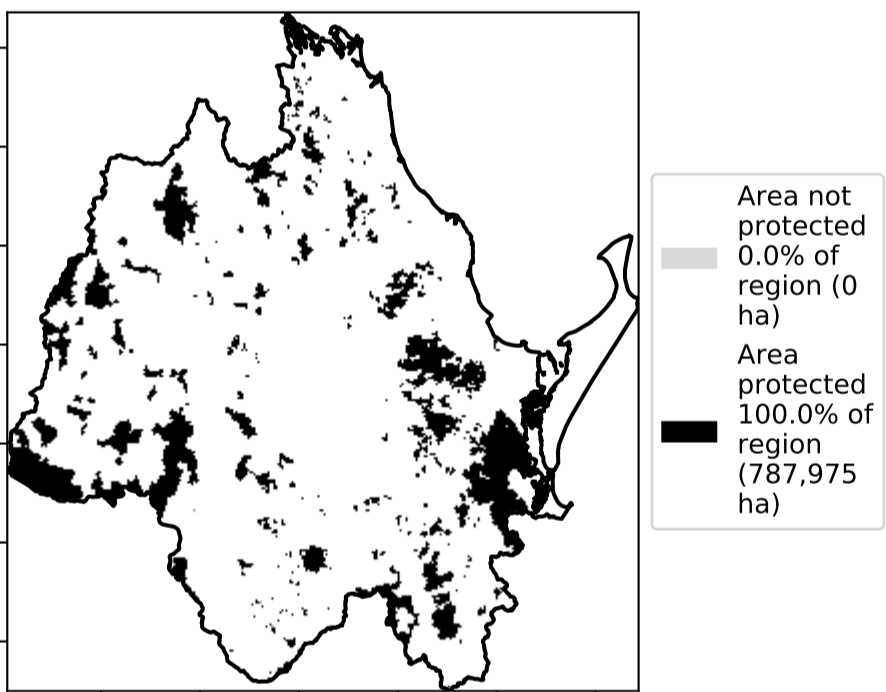 Area not
protected
0.0% of
region (0
ha)
Area
protected
100.0% of
region
(787,975
ha)